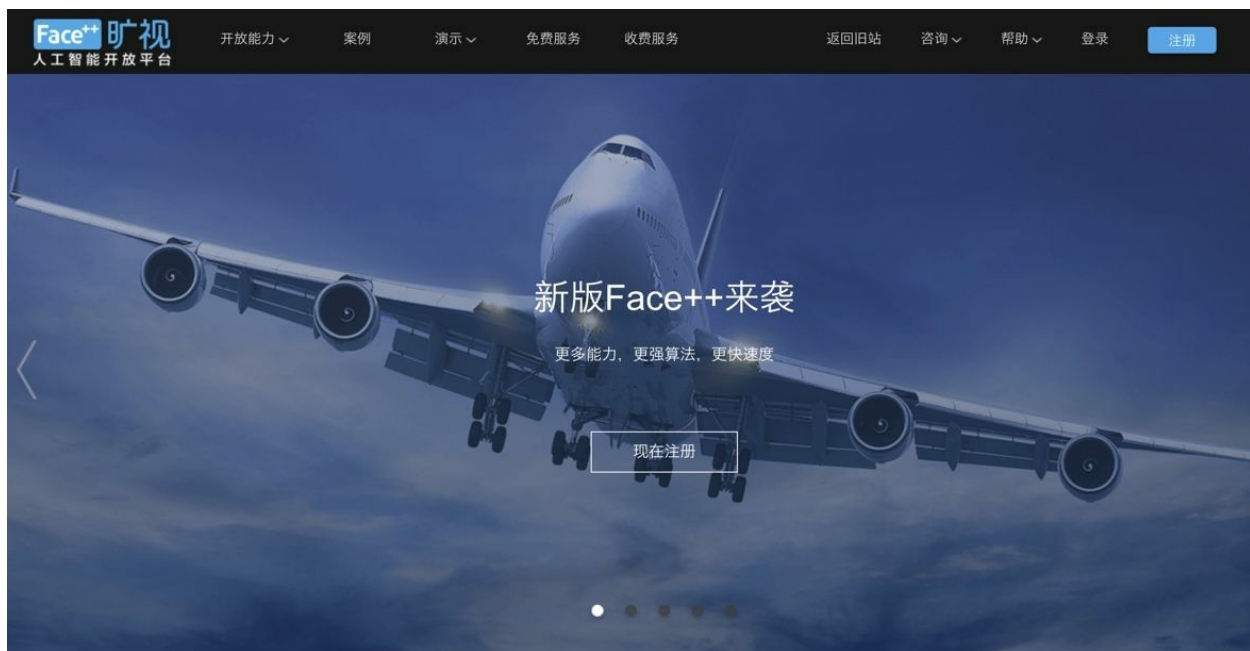 Face++ 旷视
人工智能开放平台
开放能力 案例 演示 免费服务 收费服务 返回旧站 咨询 帮助 登录 注册
新版Face++来袭
更多能力，更强算法，更快速度
现在注册